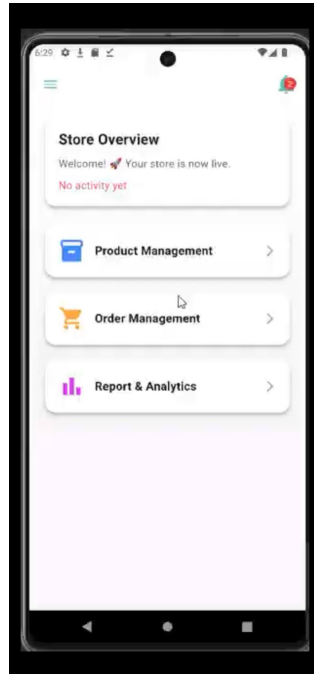 6:29
Store Overview
Welcome! 🚀 Your store is now live.
No activity yet
Product Management
Order Management
Report & Analytics